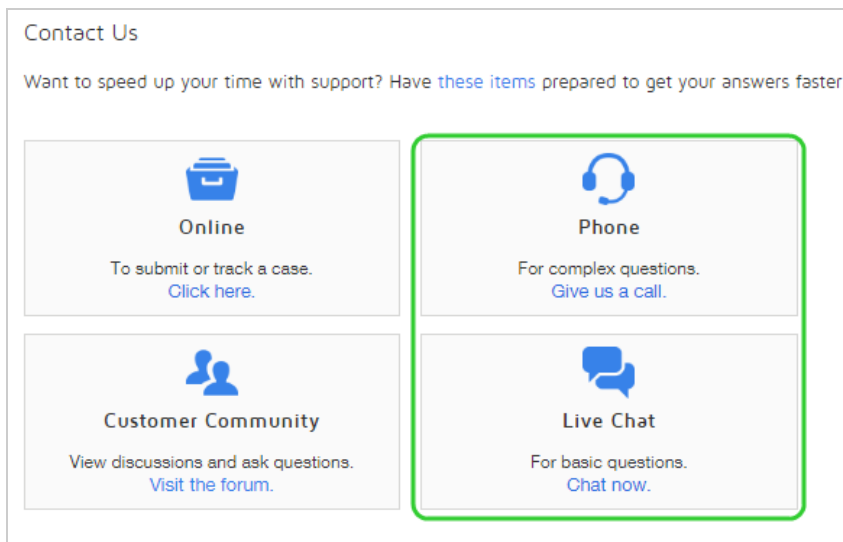 Contact Us
Want to speed up your time with support? Have these items prepared to get your answers faster
Online
To submit or track a case.
Click here.
Phone
For complex questions.
Give us a call.
Customer Community
View discussions and ask questions.
Visit the forum.
Live Chat
For basic questions.
Chat now.